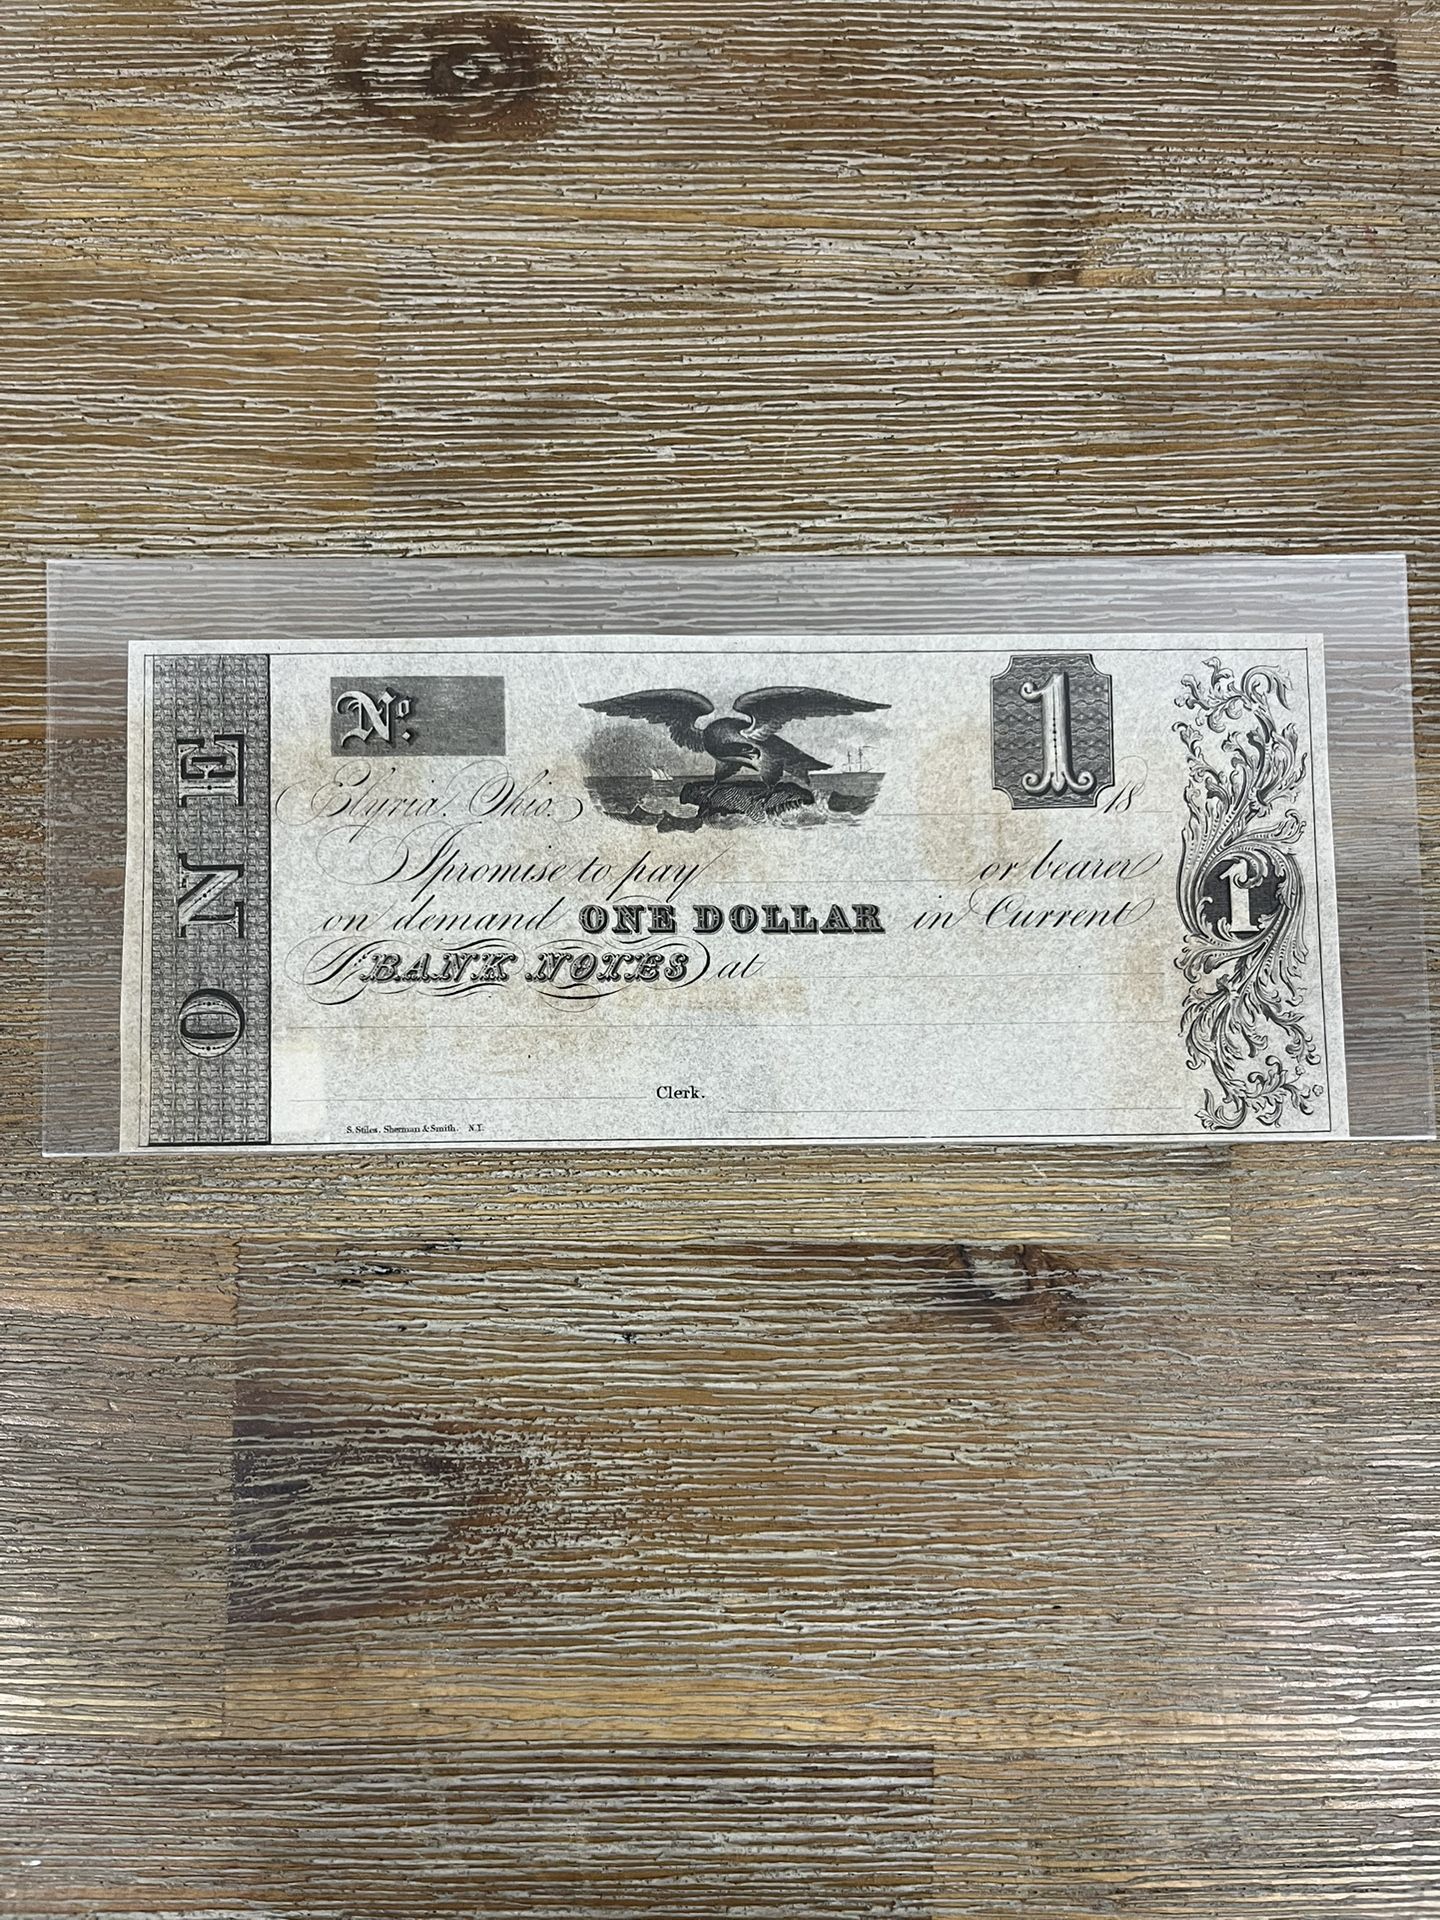 ONE
No.
1
Elyria. Ohio. 18
I promise to pay or bearer
on demand ONE DOLLAR in Current
BANK NOTES at
1
Clerk.
S. Stiles, Sherman & Smith. N.Y.